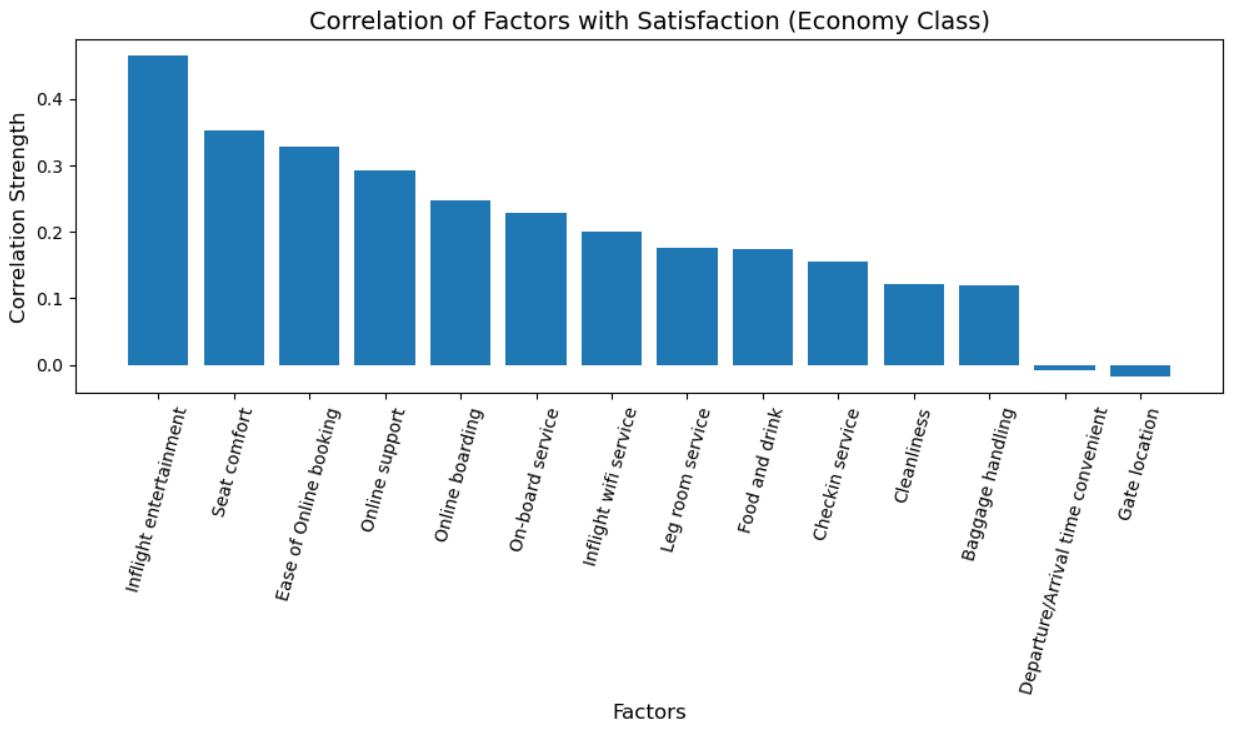 Correlation of Factors with Satisfaction (Economy Class)
Correlation Strength
0.4
0.3
0.2
0.1
0.0
Inflight entertainment
Seat comfort
Ease of Online booking
Online support
Online boarding
On-board service
Inflight wifi service
Leg room service
Food and drink
Checkin service
Cleanliness
Baggage handling
Departure/Arrival time convenient
Gate location
Factors